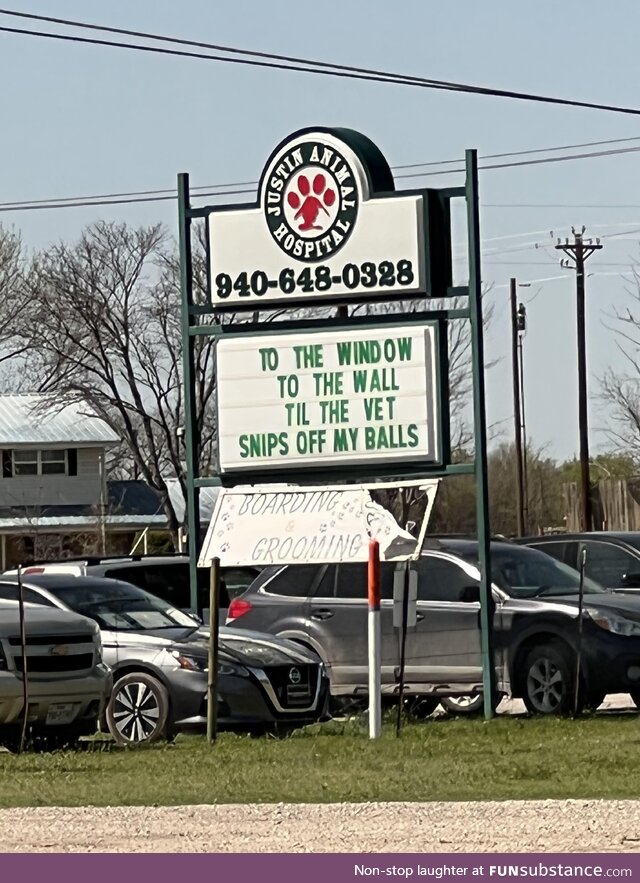 JUSTIN ANIMAL
HOSPITAL
940-648-0328
TO THE WINDOW
TO THE WALL
TIL THE VET
SNIPS OFF MY BALLS
BOARDING
&
GROOMING
Non-stop laughter at FUNsubstance.com